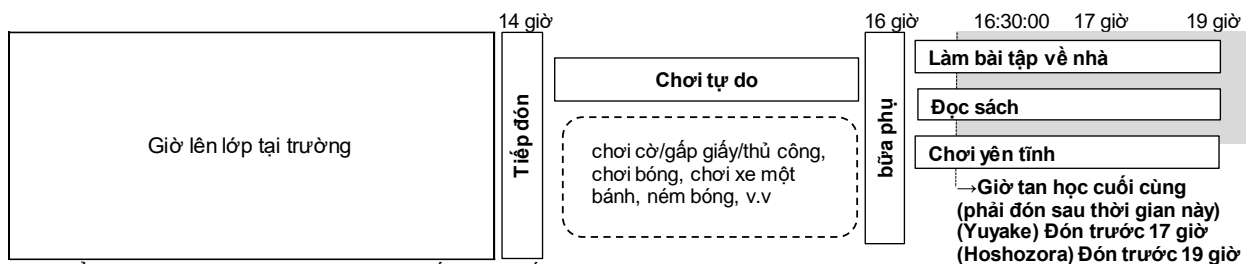 14 giờ
16 giờ
16:30:00
17 giờ
19 giờ
Giờ lên lớp tại trường
Tiếp đón
Chơi tự do
chơi cờ/gấp giấy/thủ công,
chơi bóng, chơi xe một
bánh, ném bóng, v.v
bữa phụ
Làm bài tập về nhà
Đọc sách
Chơi yên tĩnh
→Giờ tan học cuối cùng
(phải đón sau thời gian này)
(Yuyake) Đón trước 17 giờ
(Hoshozora) Đón trước 19 giờ